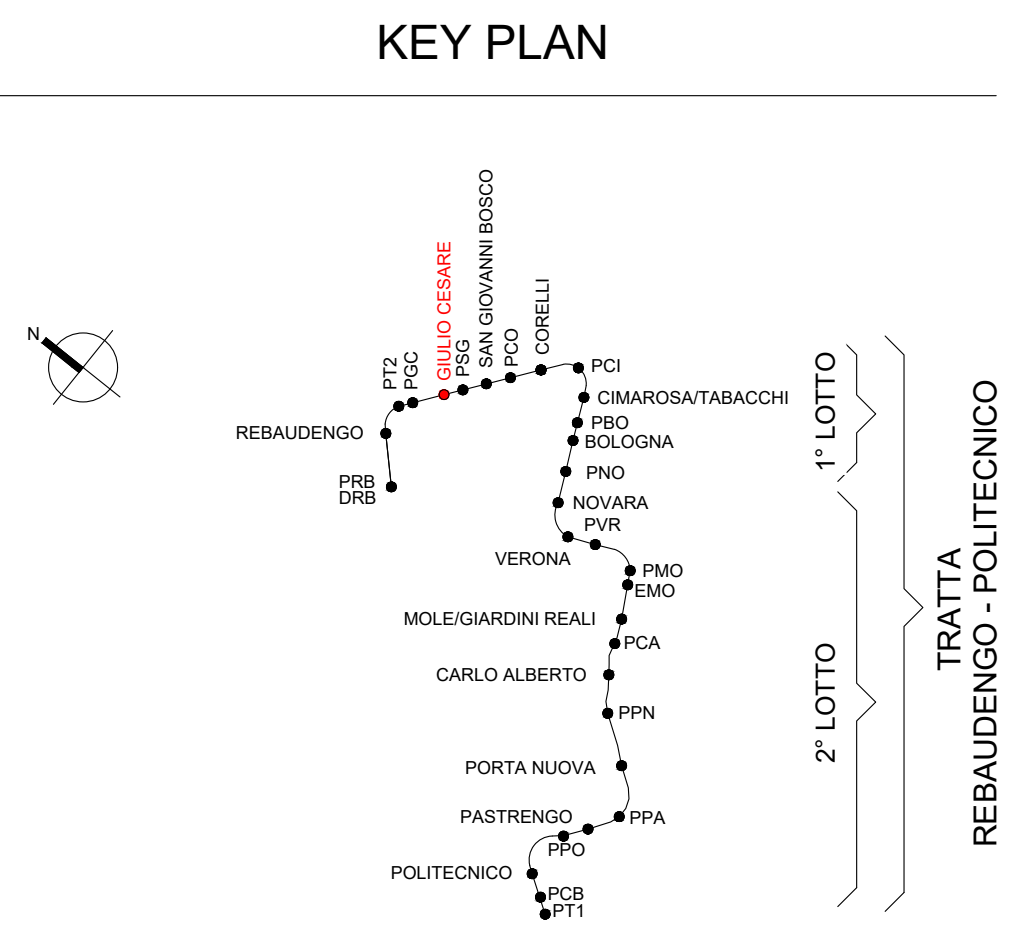 KEY PLAN
N
PT2
PGC
GIULIO CESARE
PSG
SAN GIOVANNI BOSCO
PCO
CORELLI
PCI
CIMAROSA/TABACCHI
PBO
BOLOGNA
PNO
NOVARA
PVR
VERONA
PMO
EMO
MOLE/GIARDINI REALI
PCA
CARLO ALBERTO
PPN
PORTA NUOVA
PASTRENGO
PPA
PPO
POLITECNICO
PCB
PT1
REBAUDENGO
PRB
DRB
1° LOTTO
2° LOTTO
TRATTA
REBAUDENGO - POLITECNICO